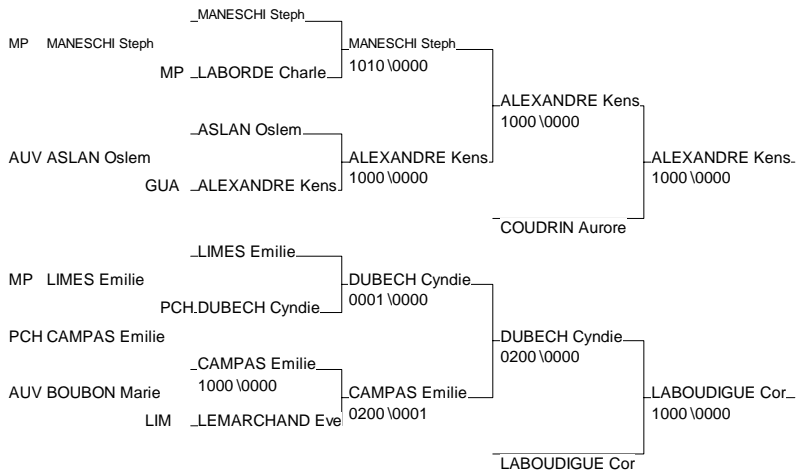 MANESCHI Steph
MP MANESCHI Steph MANESCHI Steph
MP LABORDE Charle 1010\0000
ALEXANDRE Kens
1000\0000
ASLAN Oslem
AUV ASLAN Oslem ALEXANDRE Kens ALEXANDRE Kens
GUA ALEXANDRE Kens 1000\0000 1000\0000
COUDRIN Aurore
LIMES Emilie
MP LIMES Emilie DUBECH Cyndie
PCH DUBECH Cyndie 0001\0000
PCH CAMPAS Emilie DUBECH Cyndie
0200\0000
CAMPAS Emilie
1000\0000
AUV BOUBON Marie CAMPAS Emilie LABOUDIGUE Cor
LIM LEMARCHAND Eve 0200\0001 1000\0000
LABOUDIGUE Cor